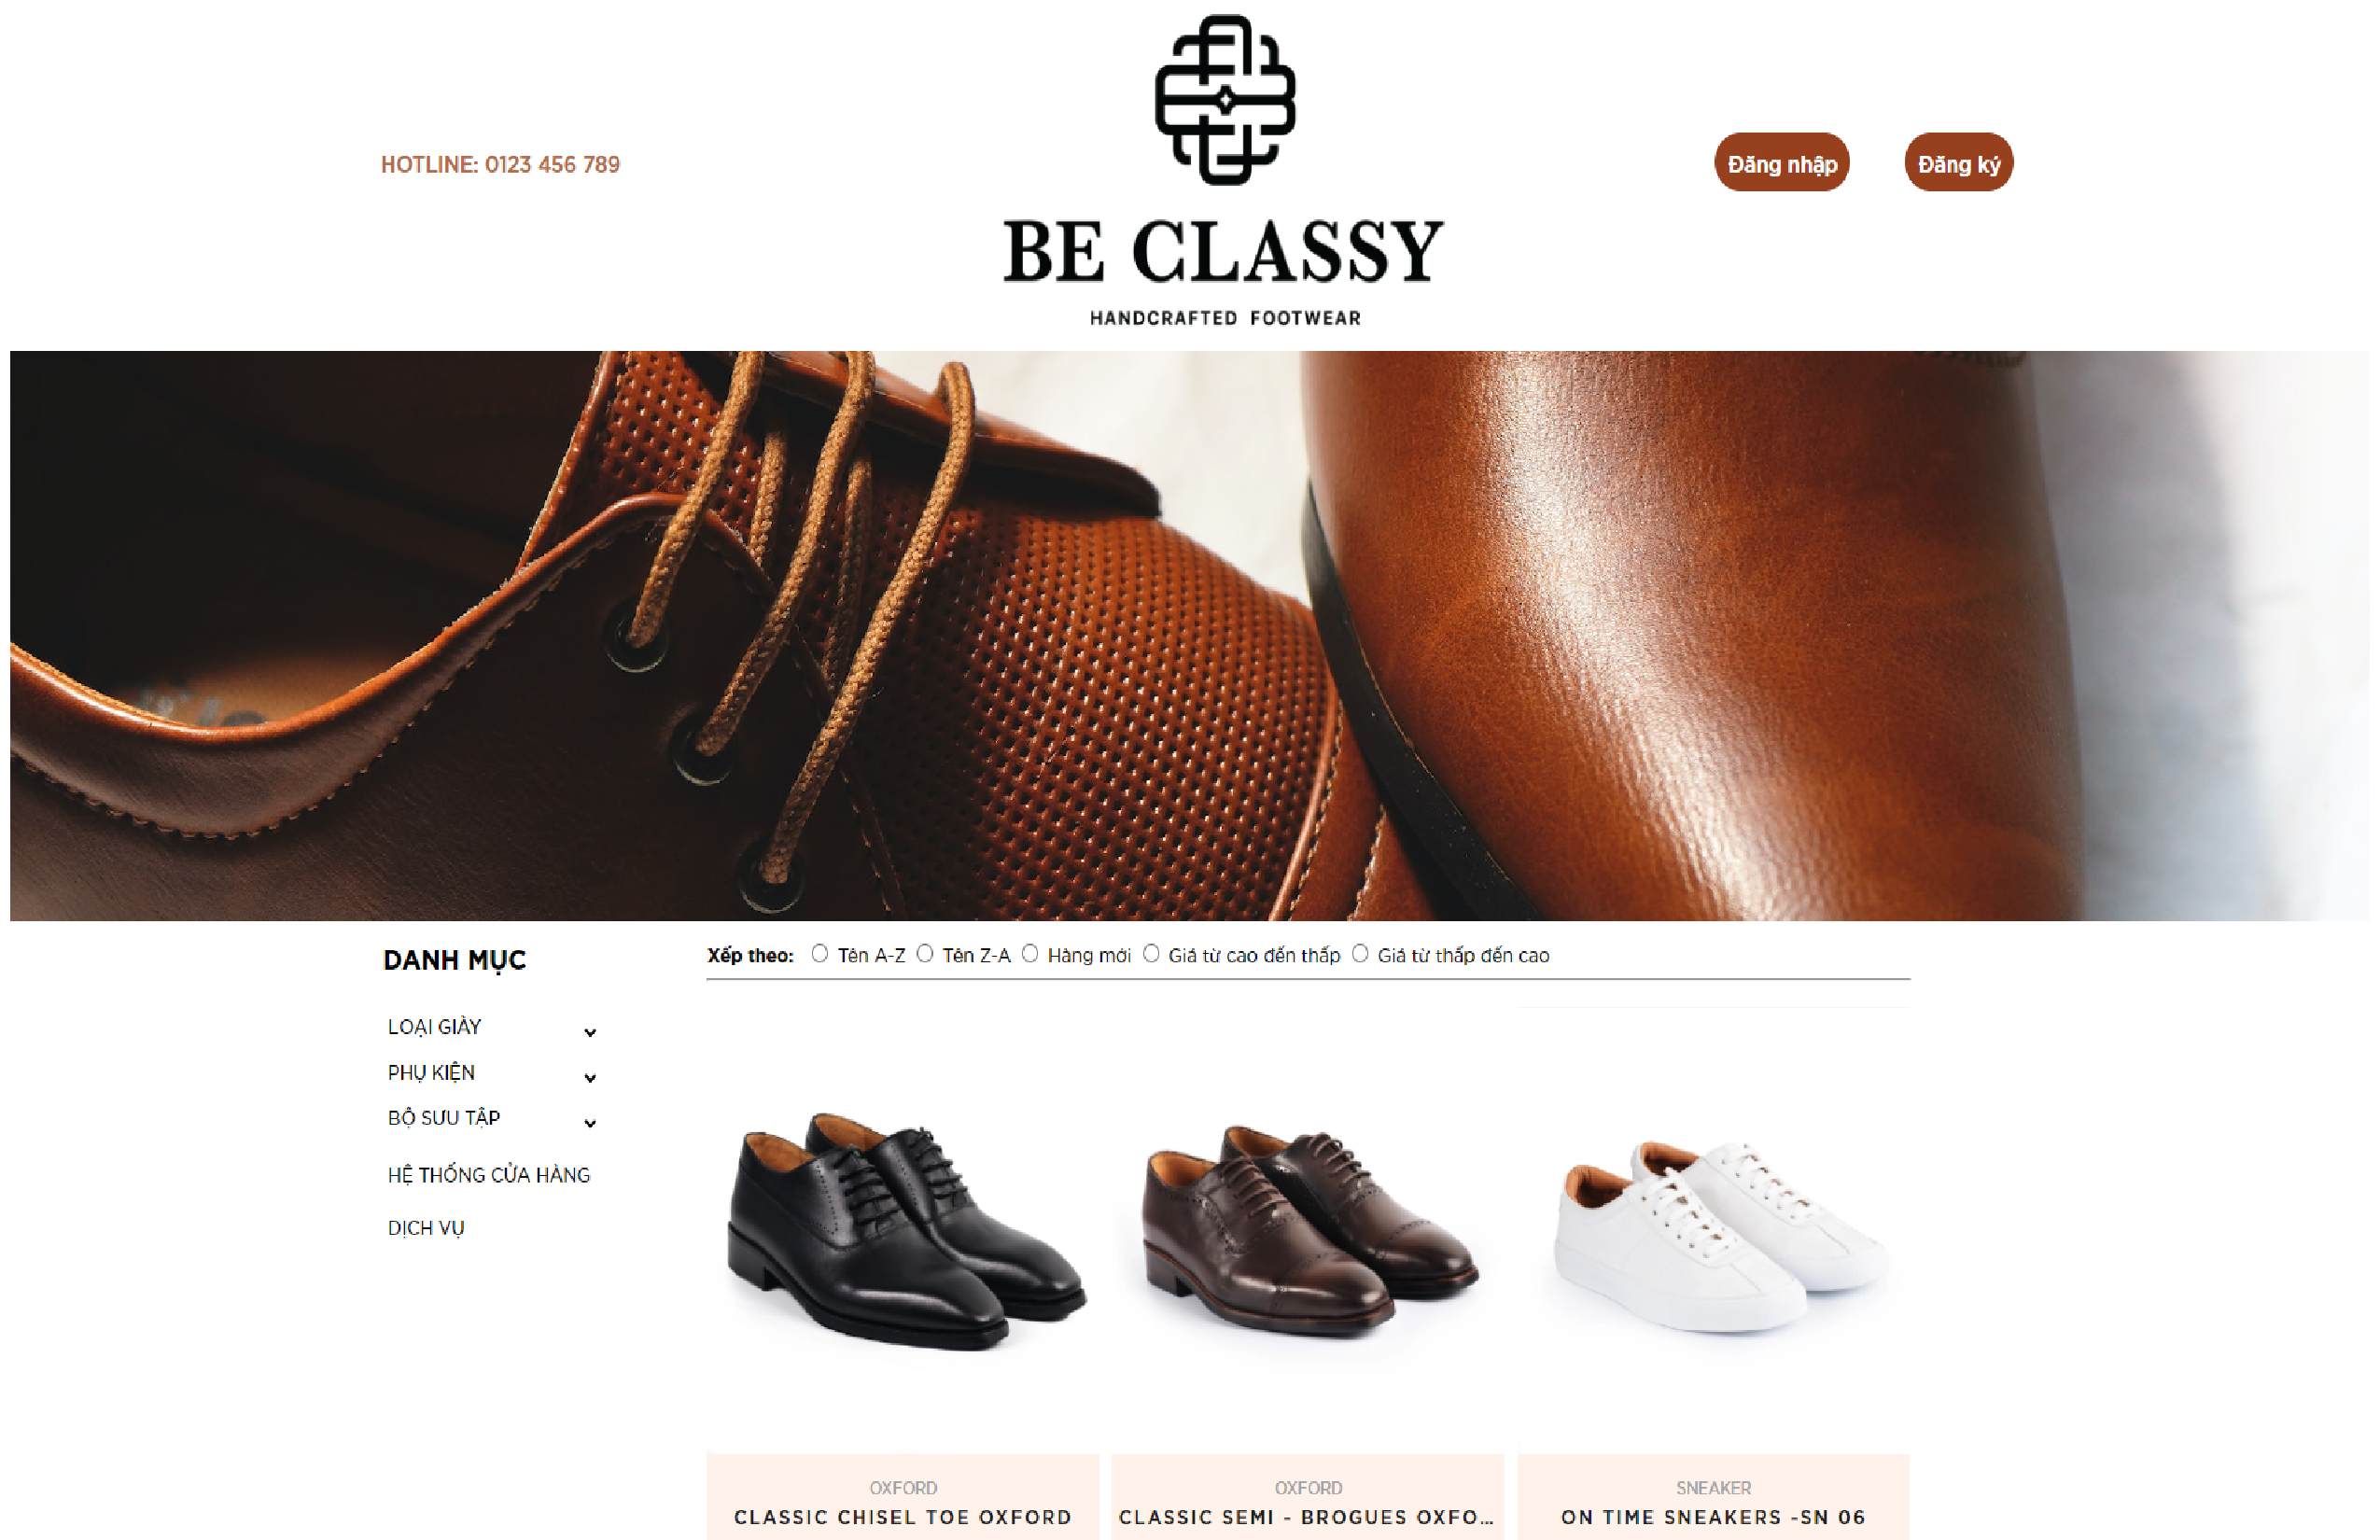 HOTLINE: 0123 456 789
Đăng nhập
Đăng ký
BE CLASSY
HANDCRAFTED FOOTWEAR
DANH MỤC
LOẠI GIÀY
PHỤ KIỆN
BỘ SƯU TẬP
HỆ THỐNG CỬA HÀNG
DỊCH VỤ
Xếp theo: Tên A-Z Tên Z-A Hàng mới Giá từ cao đến thấp Giá từ thấp đến cao
OXFORD
CLASSIC CHISEL TOE OXFORD
OXFORD
CLASSIC SEMI - BROGUES OXFO...
SNEAKER
ON TIME SNEAKERS -SN 06